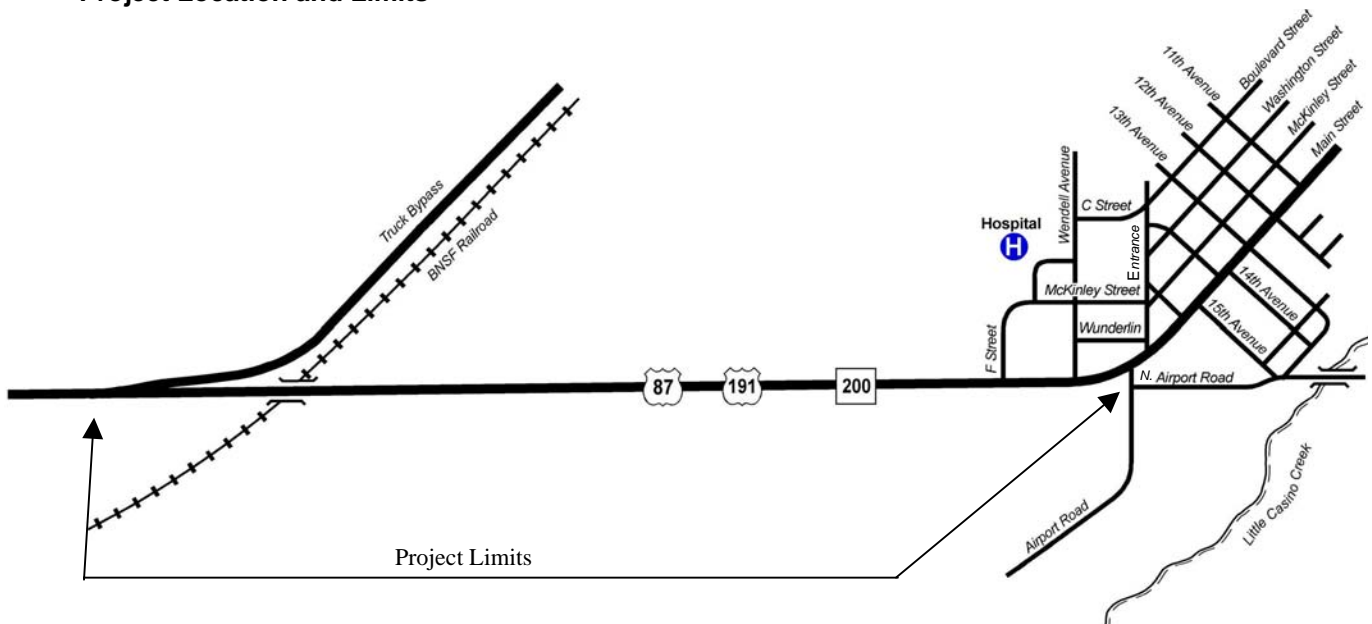 Project Location and Limits
11th Avenue
12th Avenue
13th Avenue
Boulevard Street
Washington Street
McKinley Street
Main Street
Truck Bypass
BNSF Railroad
Wendell Avenue
C Street
Hospital
H
Entrance
McKinley Street
Wunderlin
F Street
14th Avenue
15th Avenue
87
191
200
N. Airport Road
Airport Road
Little Casino Creek
Project Limits